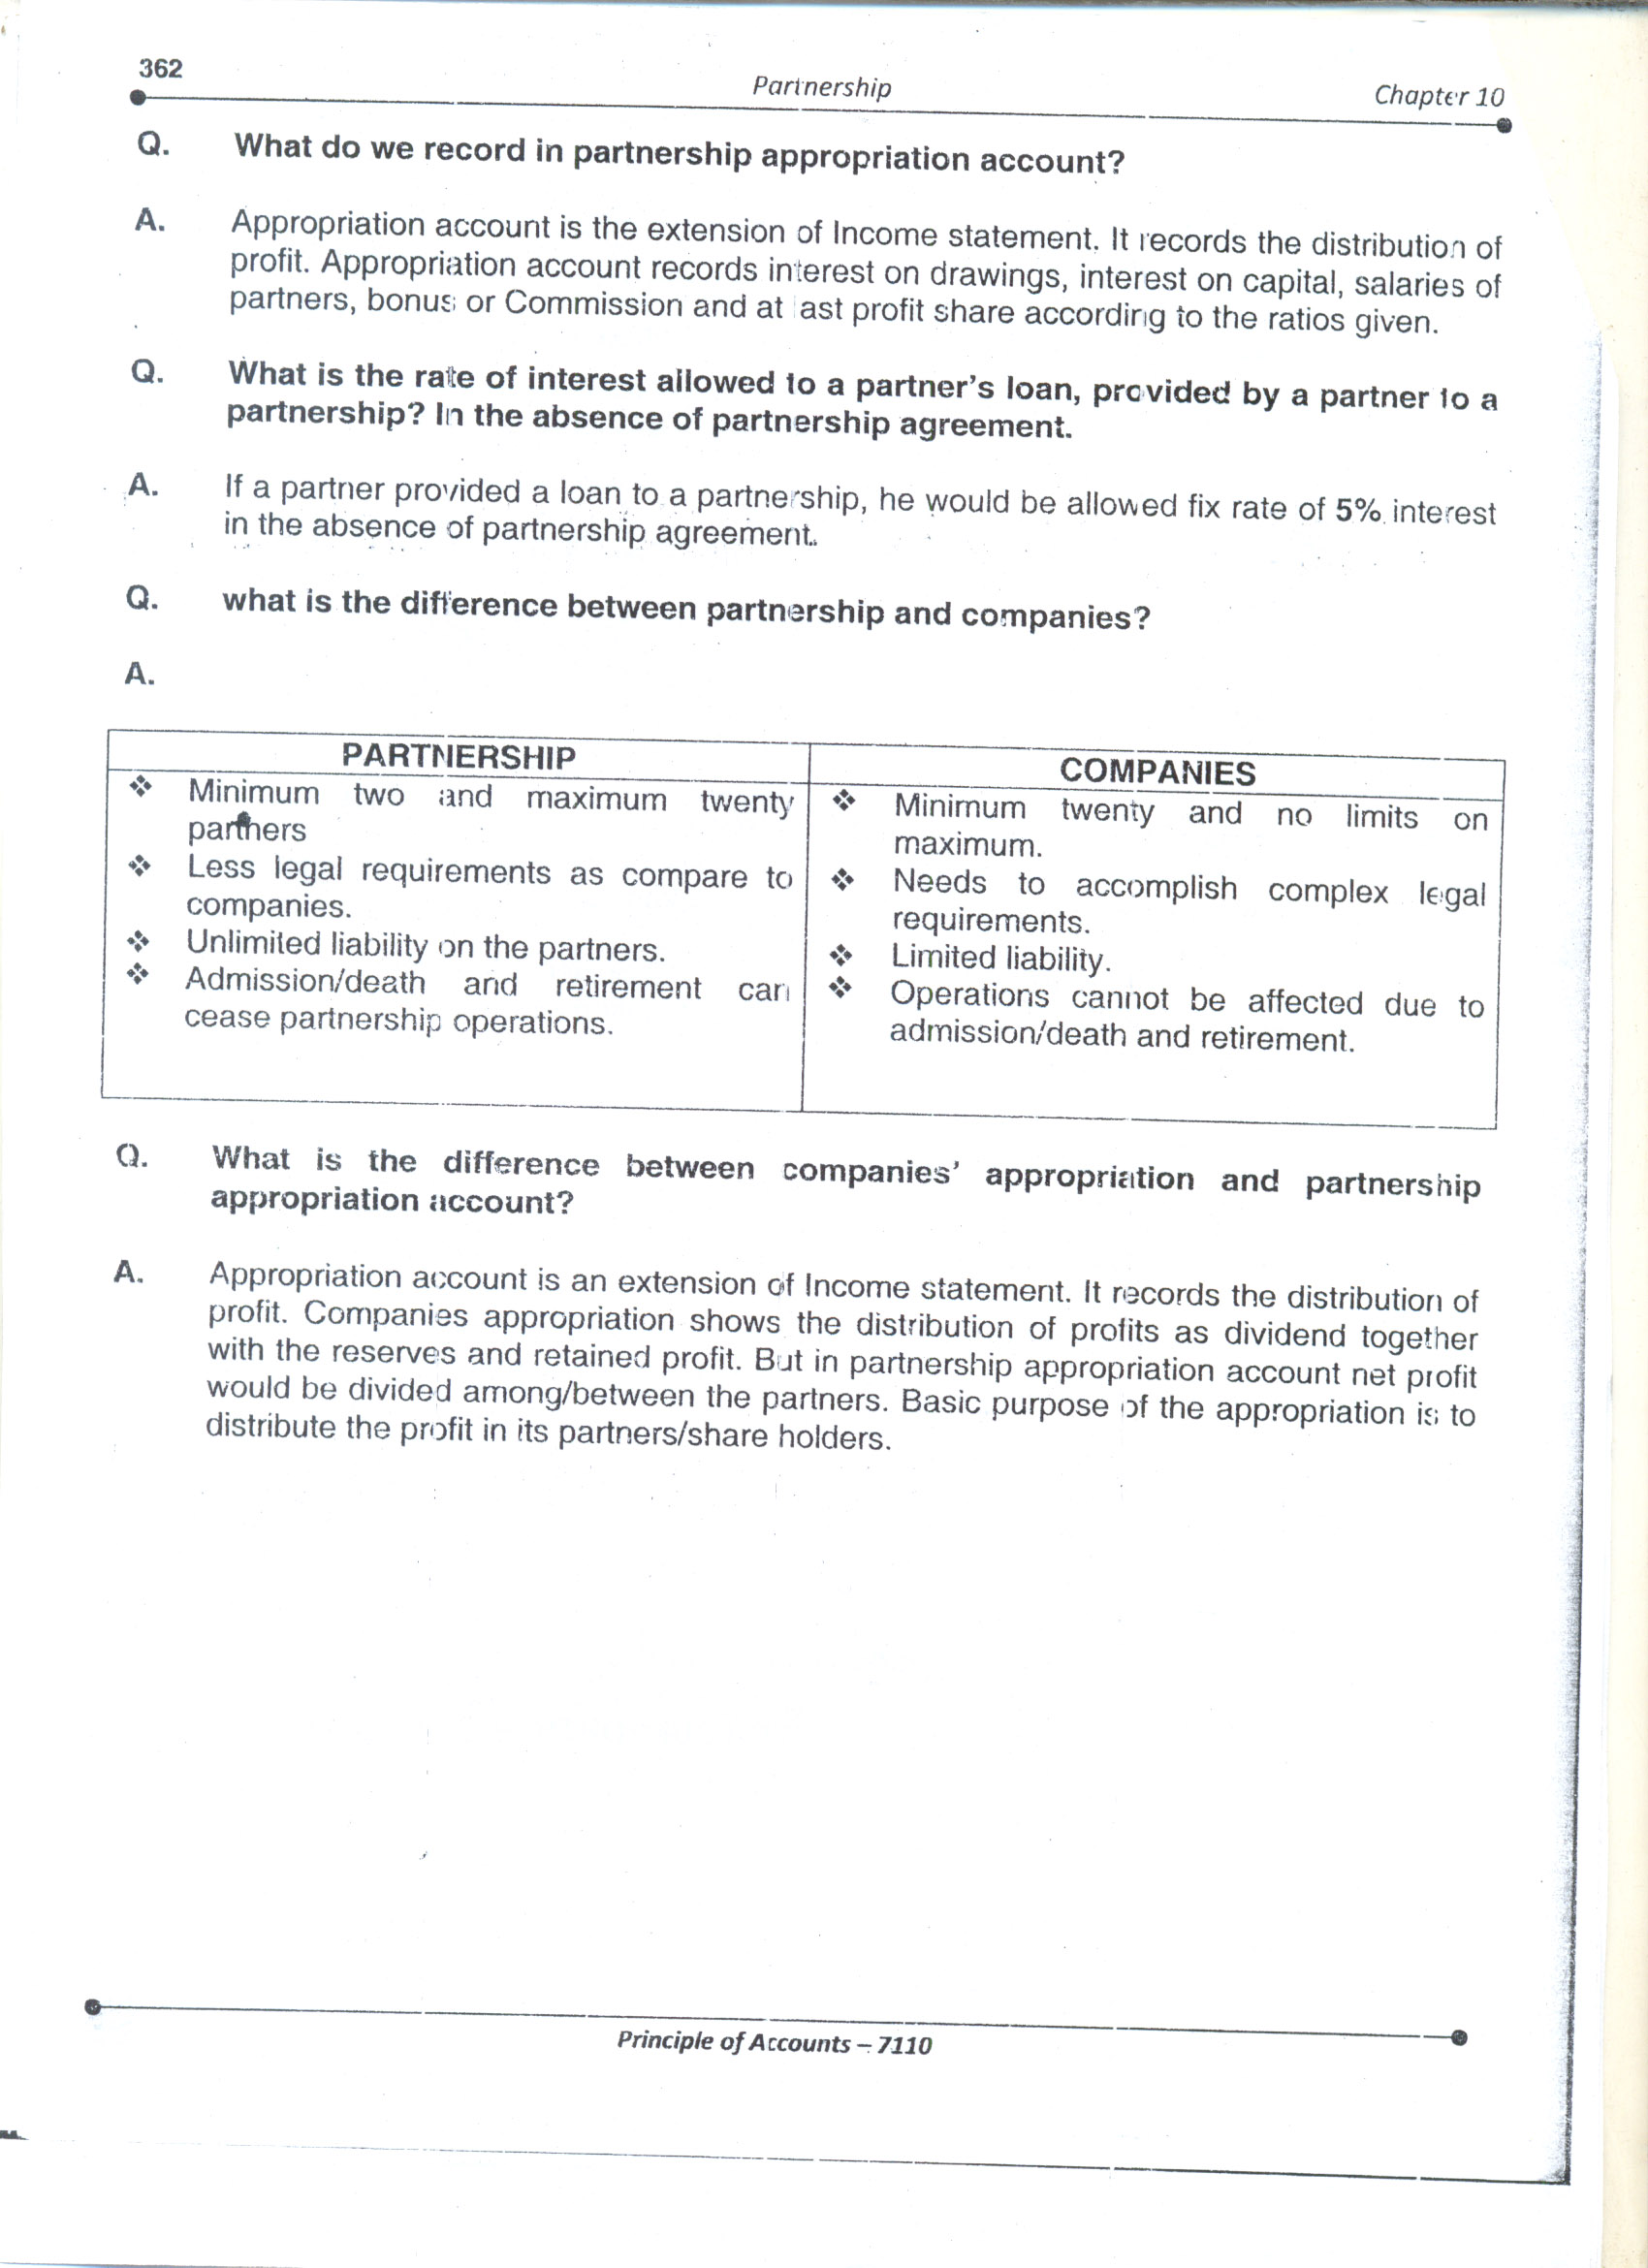 362
Partnership
Chapter 10
Q. What do we record in partnership appropriation account?
A. Appropriation account is the extension of Income statement. It records the distribution of
profit. Appropriation account records interest on drawings, interest on capital, salaries of
partners, bonus or Commission and at last profit share according to the ratios given.
Q. What is the rate of interest allowed to a partner's loan, provided by a partner to a
partnership? In the absence of partnership agreement.
A. If a partner provided a loan to a partnership, he would be allowed fix rate of 5% interest
in the absence of partnership agreement.
Q. what is the difference between partnership and companies?
A.
PARTNERSHIP
❖ Minimum two and maximum twenty
partners
❖ Less legal requirements as compare to
companies.
❖ Unlimited liability on the partners.
❖ Admission/death and retirement can
cease partnership operations.
COMPANIES
❖ Minimum twenty and no limits on
maximum.
❖ Needs to accomplish complex legal
requirements.
❖ Limited liability.
❖ Operations cannot be affected due to
admission/death and retirement.
Q. What is the difference between companies' appropriation and partnership
appropriation account?
A. Appropriation account is an extension of Income statement. It records the distribution of
profit. Companies appropriation shows the distribution of profits as dividend together
with the reserves and retained profit. But in partnership appropriation account net profit
would be divided among/between the partners. Basic purpose of the appropriation is to
distribute the profit in its partners/share holders.
Principle of Accounts – 7110